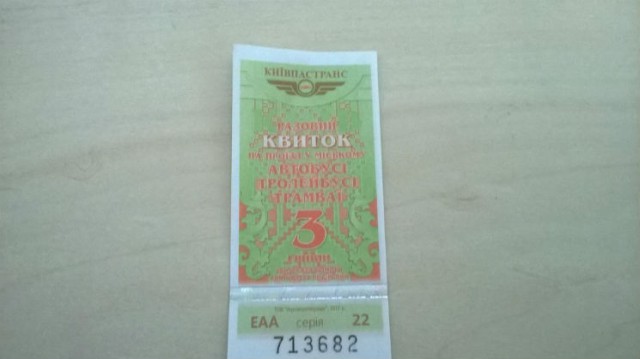 КИЇВПАСТРАНС
РАЗОВИЙ
КВИТОК
НА ПРОЇЗД У МІСЬКОМУ
АВТОБУСІ
ТРОЛЕЙБУСІ
ТРАМВАЇ
3
ГРИВНІ
ЕАА серія 22
713682